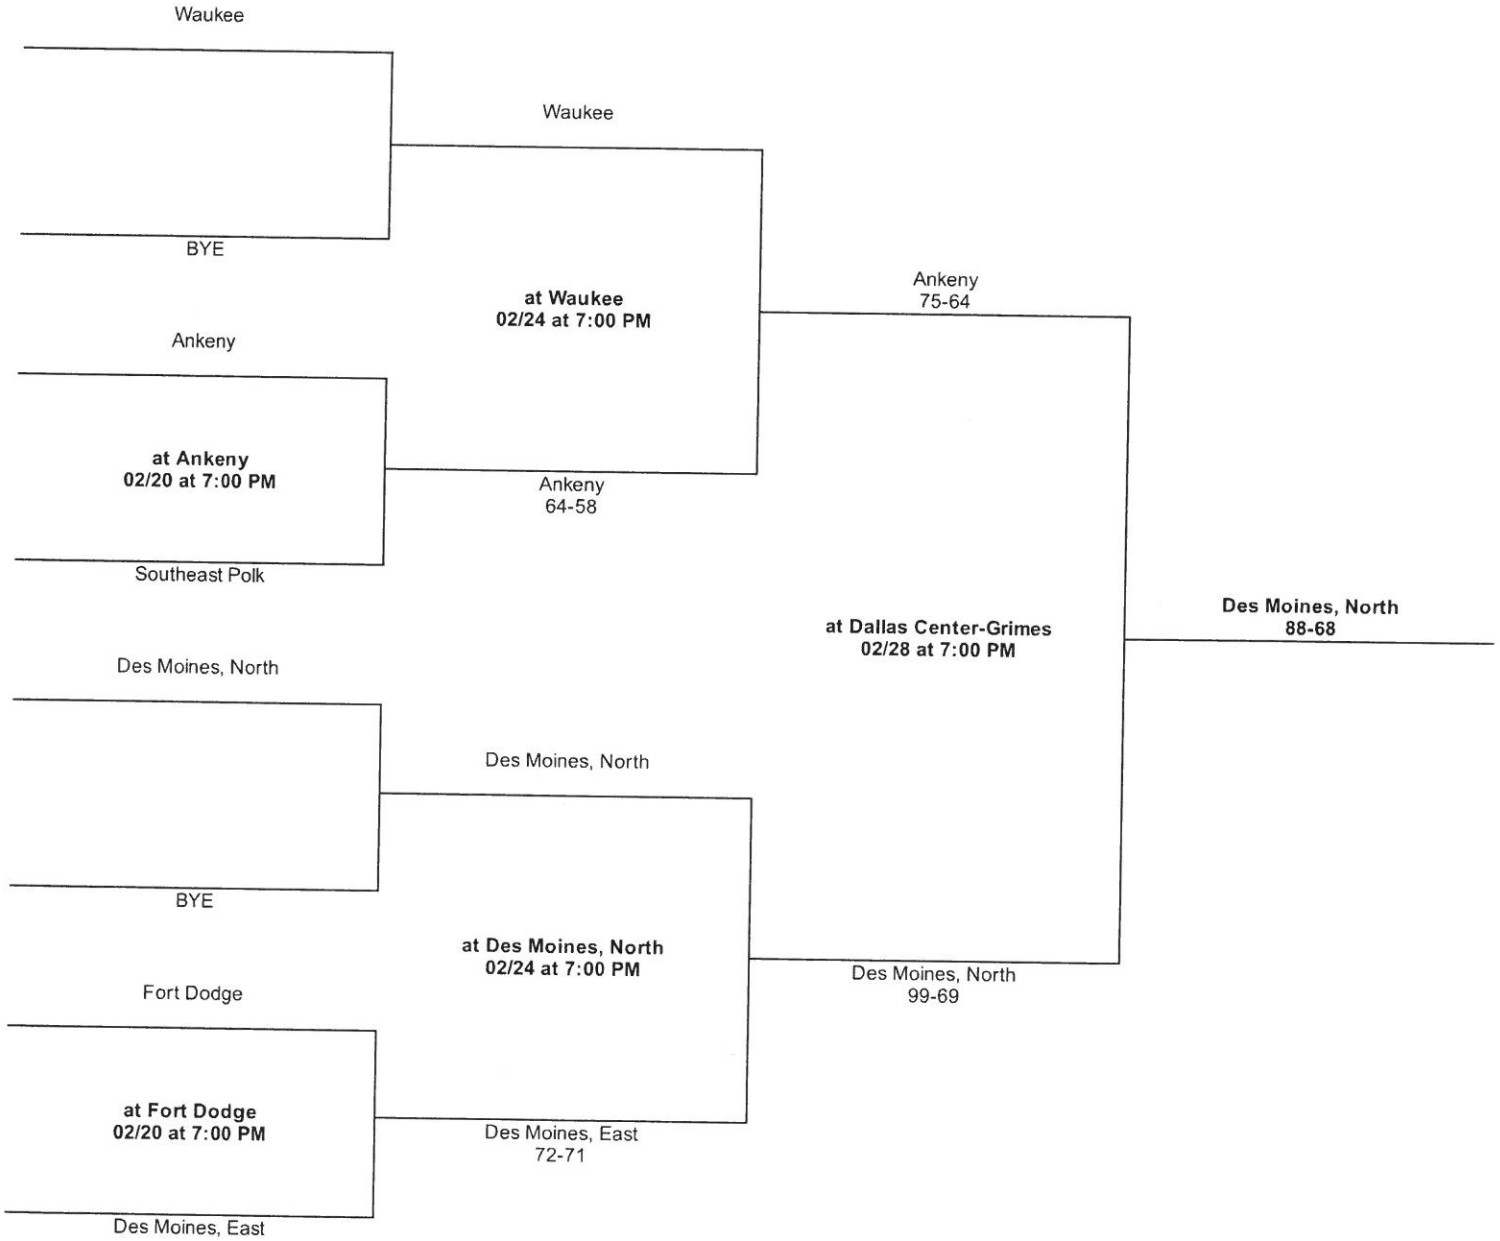 Waukee
Waukee
BYE
at Waukee
02/24 at 7:00 PM
Ankeny
75-64
Ankeny
at Ankeny
02/20 at 7:00 PM
Ankeny
64-58
Southeast Polk
at Dallas Center-Grimes
02/28 at 7:00 PM
Des Moines, North
88-68
Des Moines, North
Des Moines, North
BYE
at Des Moines, North
02/24 at 7:00 PM
Des Moines, North
99-69
Fort Dodge
at Fort Dodge
02/20 at 7:00 PM
Des Moines, East
72-71
Des Moines, East